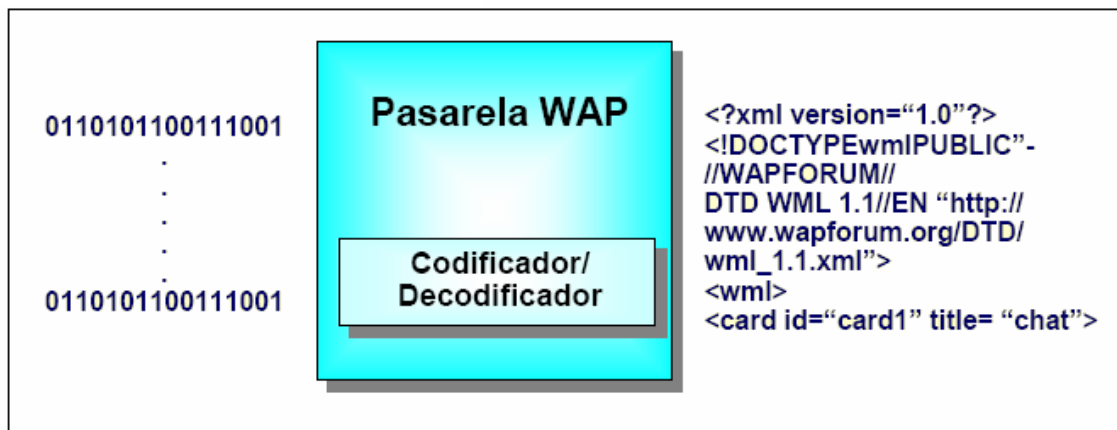 0110101100111001
.
.
.
.
.
0110101100111001
Pasarela WAP
Codificador/
Decodificador
<?xml version=“1.0”?>
<!DOCTYPEwmlPUBLIC”-
//WAPFORUM//
DTD WML 1.1//EN “http://
www.wapforum.org/DTD/
wml_1.1.xml”>
<wml>
<card id=“card1” title= “chat”>